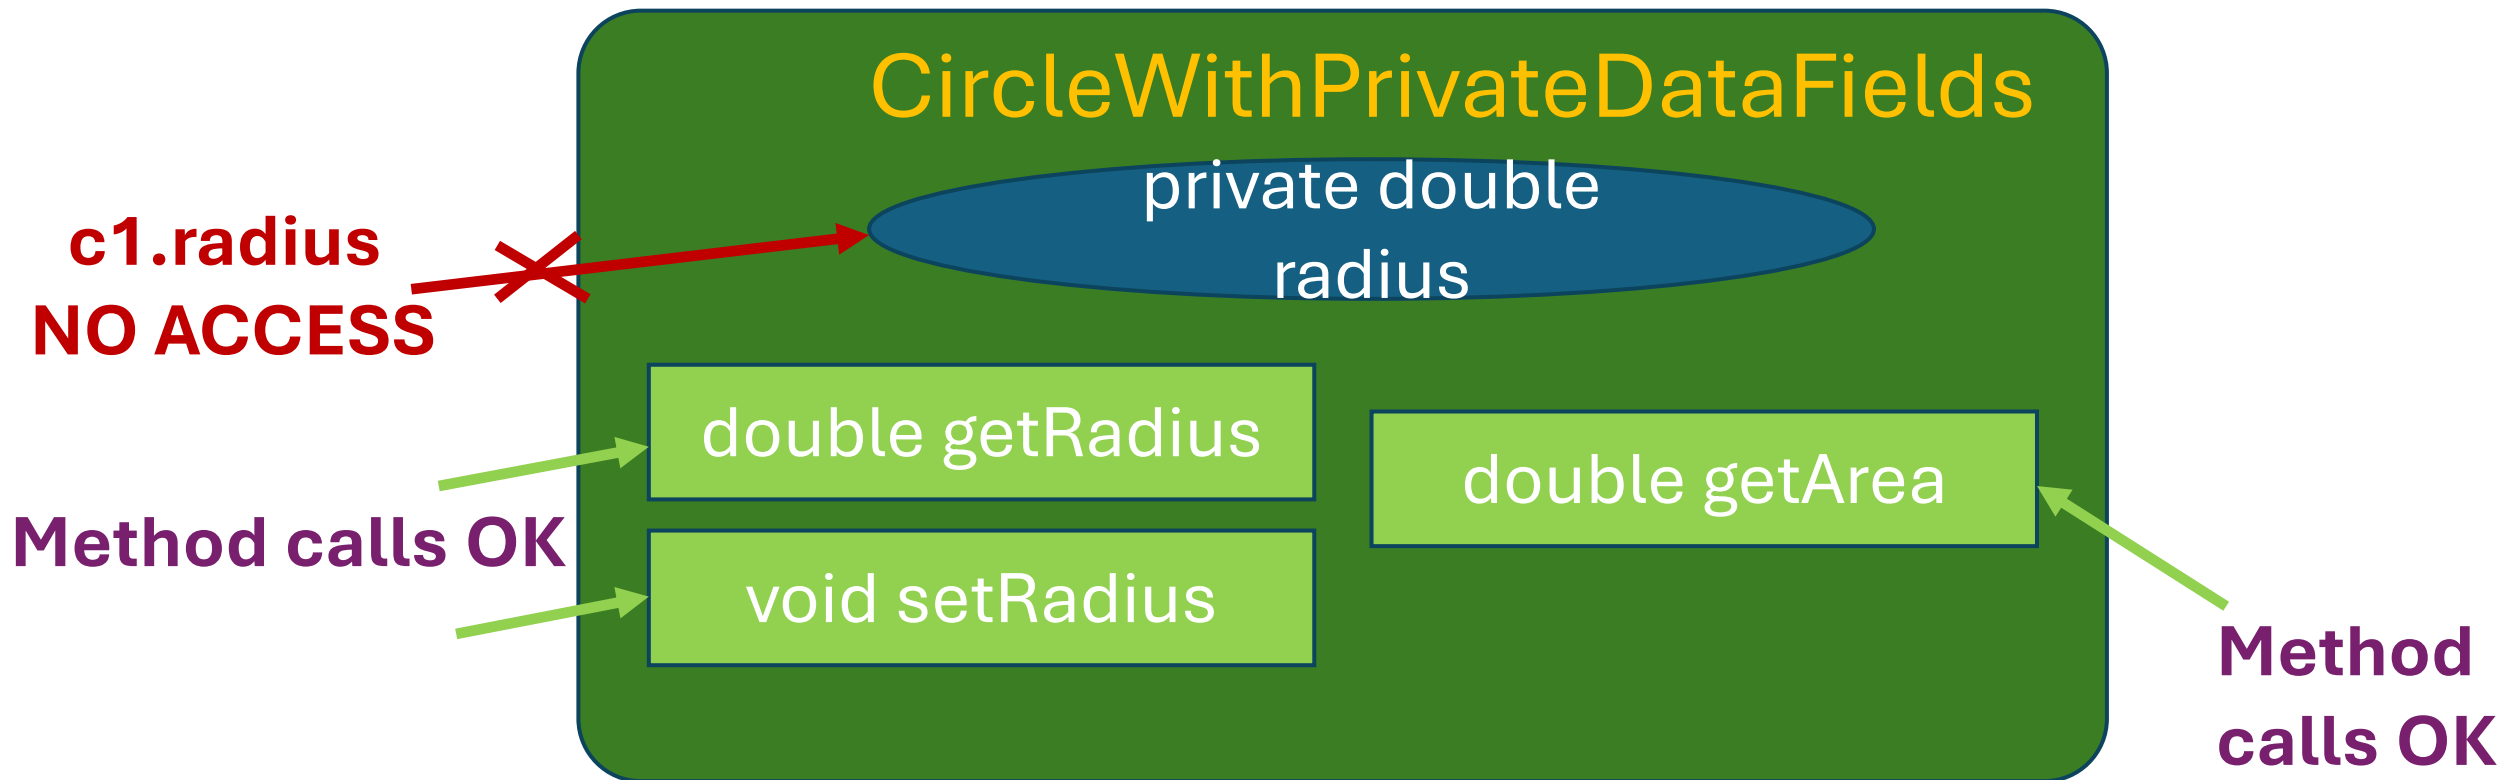 CircleWithPrivateDataFields
private double
radius
c1.radius
NO ACCESS
double getRadius
double getArea
Method calls OK
void setRadius
Method
calls OK